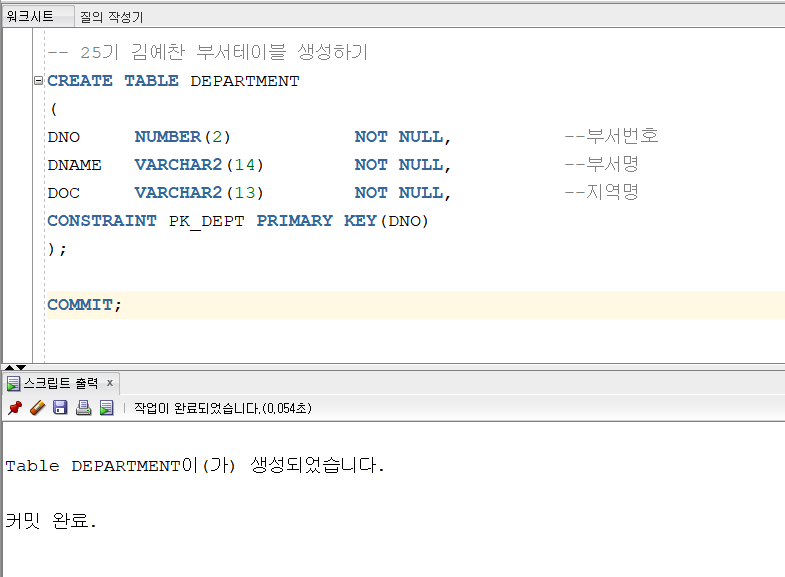 워크시트 질의 작성기
-- 25기 김예찬 부서테이블 생성하기
CREATE TABLE DEPARTMENT
(
DNO NUMBER(2) NOT NULL, --부서번호
DNAME VARCHAR2(14) NOT NULL, --부서명
DOC VARCHAR2(13) NOT NULL, --지역명
CONSTRAINT PK_DEPT PRIMARY KEY(DNO)
);
COMMIT;
스크립트 출력 x
작업이 완료되었습니다.(0,054초)
Table DEPARTMENT이(가) 생성되었습니다.
커밋 완료.